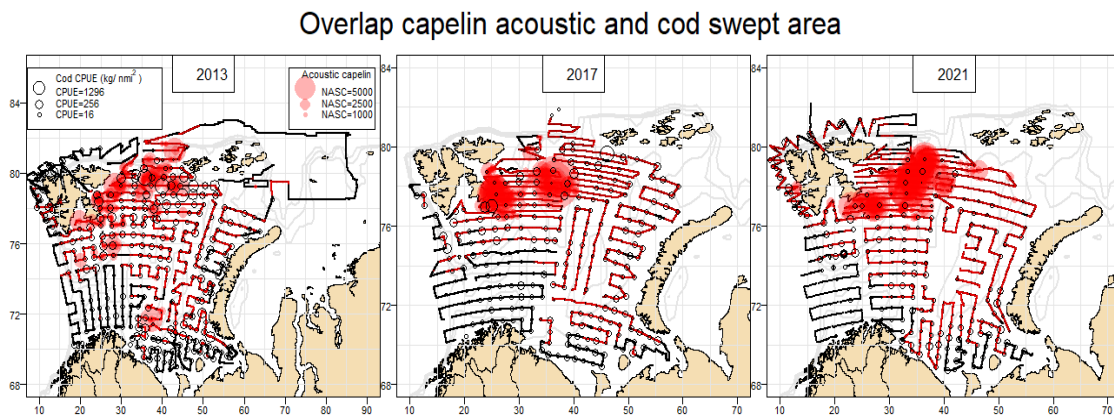 Overlap capelin acoustic and cod swept area
2013
2017
2021
Cod CPUE (kg/ nmi²)
CPUE=1296
CPUE=256
CPUE=16
Acoustic capelin
NASC=5000
NASC=2500
NASC=1000
84
80
76
72
68
10 20 30 40 50 60 70 80 90
84
80
76
72
68
10 20 30 40 50 60 70
84
80
76
72
68
10 20 30 40 50 60 70